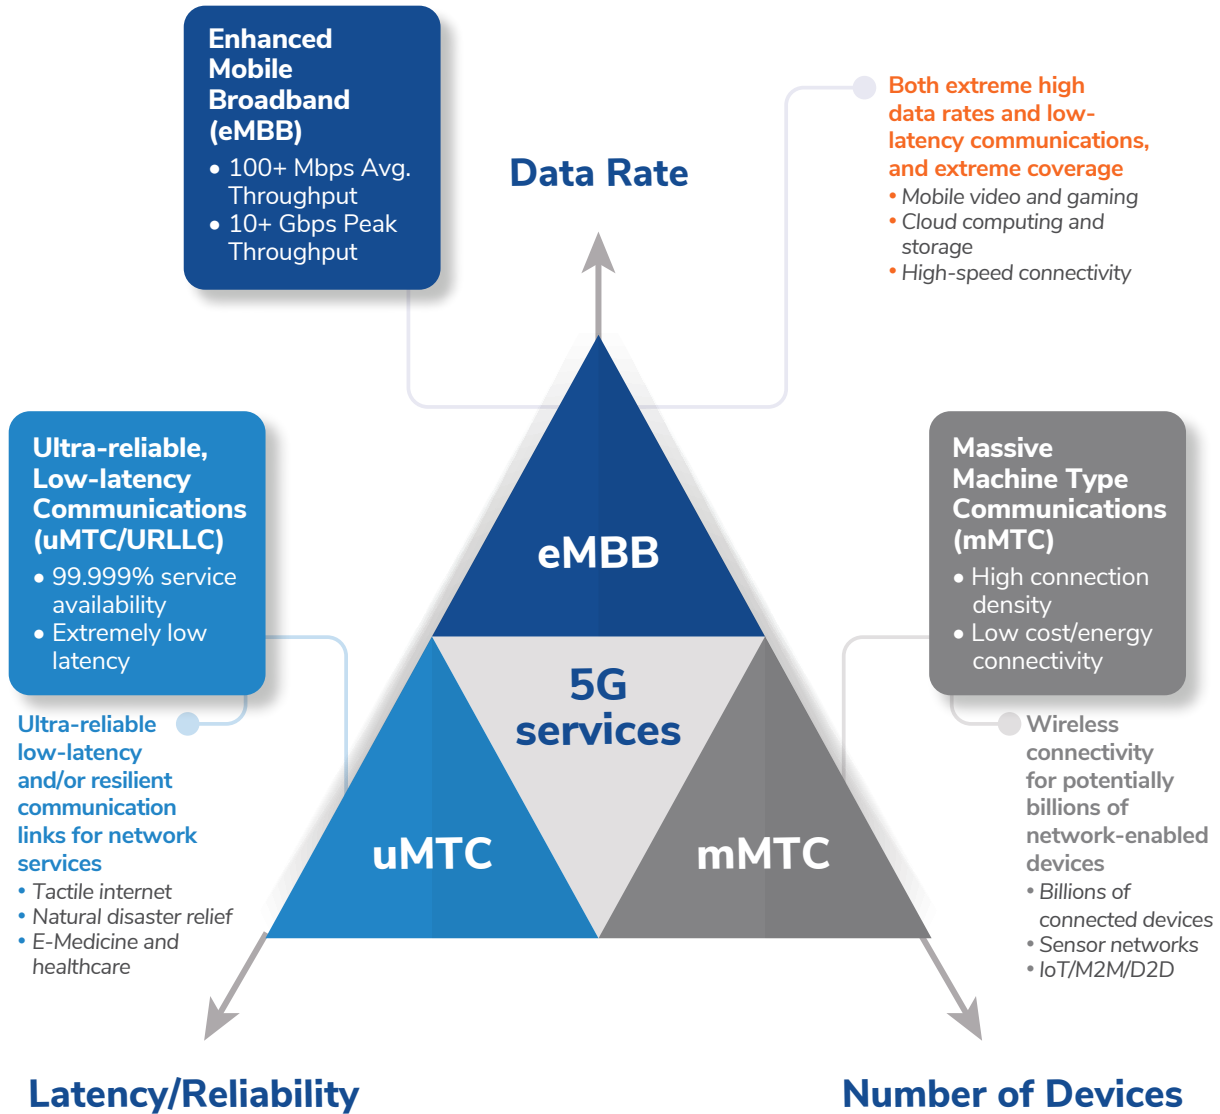 Enhanced
Mobile
Broadband
(eMBB)
• 100+ Mbps Avg.
Throughput
• 10+ Gbps Peak
Throughput
Data Rate
Both extreme high
data rates and low-
latency communications,
and extreme coverage
• Mobile video and gaming
• Cloud computing and
storage
• High-speed connectivity
Ultra-reliable,
Low-latency
Communications
(uMTC/URLLC)
• 99.999% service
availability
• Extremely low
latency
Massive
Machine Type
Communications
(mMTC)
• High connection
density
• Low cost/energy
connectivity
eMBB
5G
services
uMTC
mMTC
Ultra-reliable
low-latency
and/or resilient
communication
links for network
services
• Tactile internet
• Natural disaster relief
• E-Medicine and
healthcare
Wireless
connectivity
for potentially
billions of
network-enabled
devices
• Billions of
connected devices
• Sensor networks
• IoT/M2M/D2D
Latency/Reliability
Number of Devices